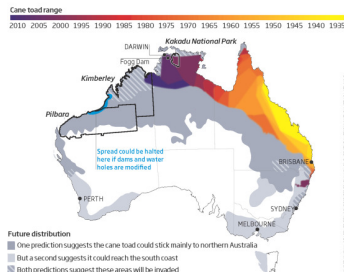 Cane toad range
2010 2005 2000 1995 1990 1985 1980 1975 1970 1965 1960 1955 1950 1945 1940 1935
Kakadu National Park
DARWIN
Fogg Dam
Kimberley
Pilbara
Spread could be halted
here if dams and water
holes are modified
BRISBANE
PERTH
SYDNEY
MELBOURNE
Future distribution
One prediction suggests the cane toad could stick mainly to northern Australia
But a second suggests it could reach the south coast
Both predictions suggest these areas will be invaded